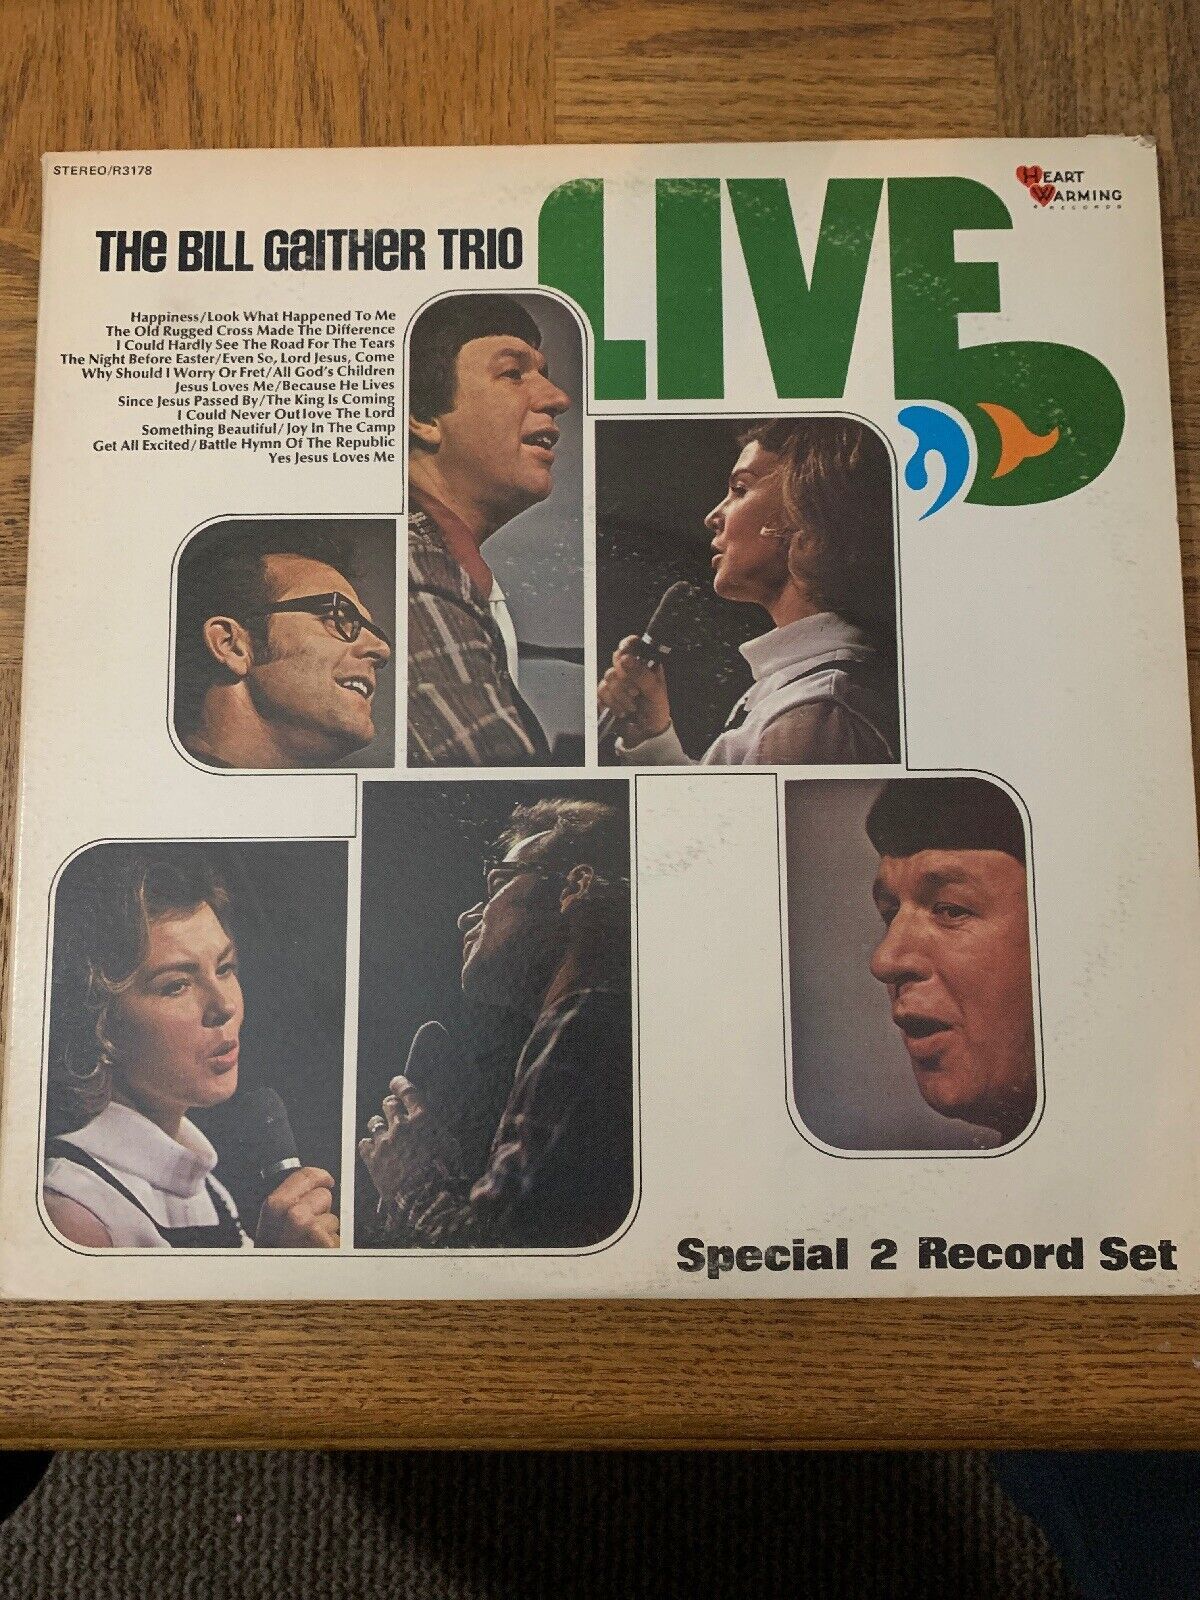 STEREO/R3178
HEART
WARMING
RECORDS
THE BILL GAITHER TRIO
LIVE
Happiness/Look What Happened To Me
The Old Rugged Cross Made The Difference
I Could Hardly See The Road For The Tears
The Night Before Easter/Even So, Lord Jesus, Come
Why Should I Worry Or Fret/All God's Children
Jesus Loves Me/Because He Lives
Since Jesus Passed By/The King Is Coming
I Could Never Outlove The Lord
Something Beautiful/Joy In The Camp
Get All Excited/Battle Hymn Of The Republic
Yes Jesus Loves Me
Special 2 Record Set